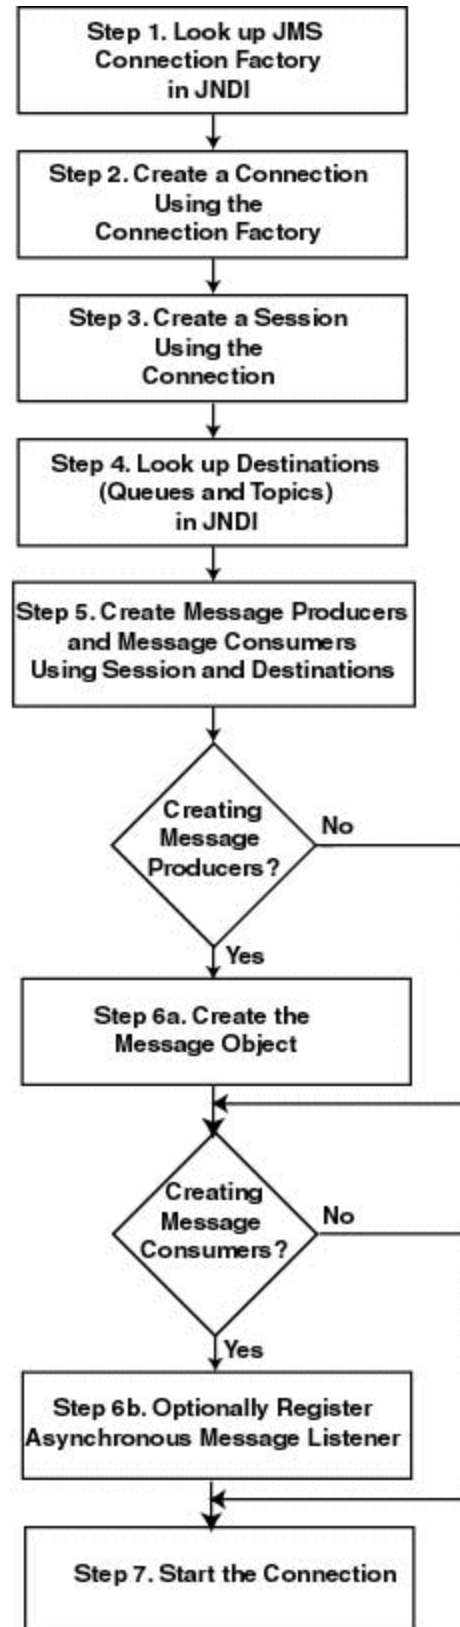 Step 1. Look up JMS
Connection Factory
in JNDI
Step 2. Create a Connection
Using the
Connection Factory
Step 3. Create a Session
Using the
Connection
Step 4. Look up Destinations
(Queues and Topics)
in JNDI
Step 5. Create Message Producers
and Message Consumers
Using Session and Destinations
Creating
Message
Producers?
No
Yes
Step 6a. Create the
Message Object
Creating
Message
Consumers?
No
Yes
Step 6b. Optionally Register
Asynchronous Message Listener
Step 7. Start the Connection